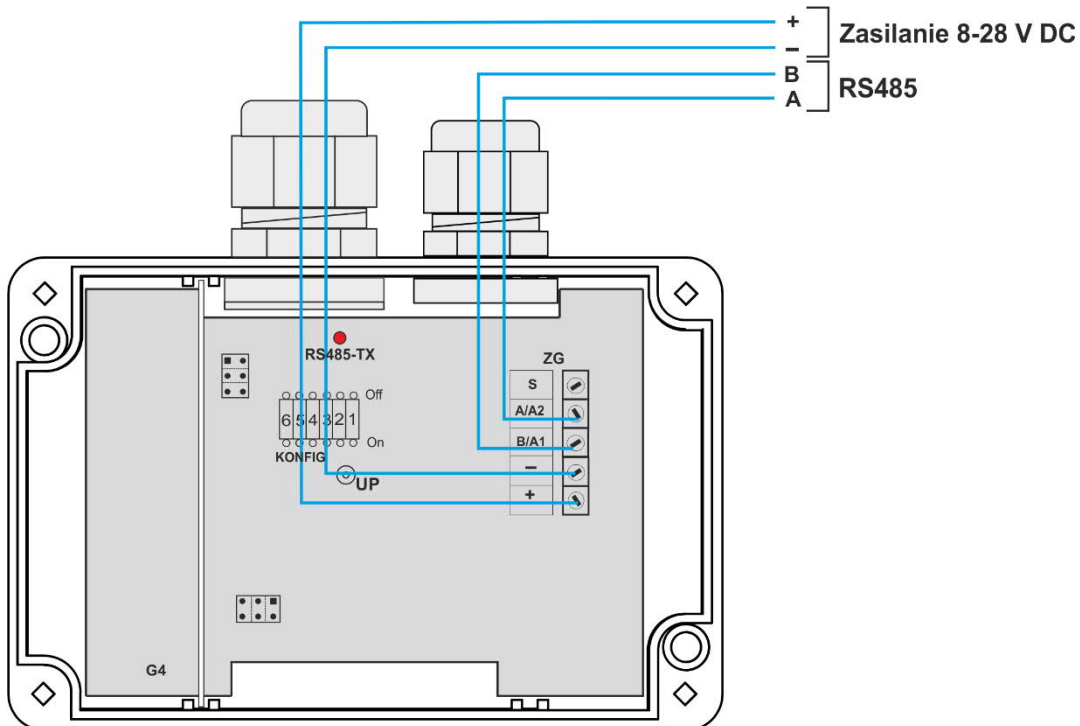 +
–
Zasilanie 8-28 V DC
B
A
RS485
RS485-TX
ZG
S
A/A2
B/A1
–
+
Off
6 5 4 3 2 1
On
KONFIG
UP
G4